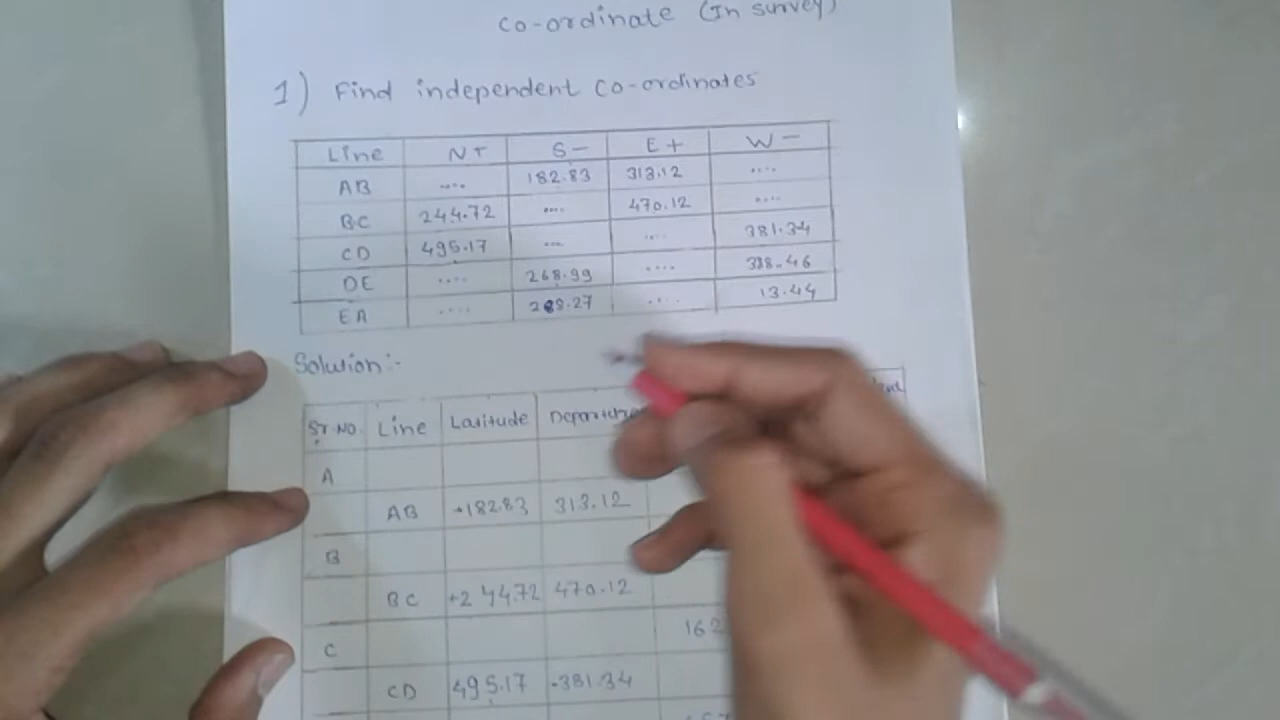 Co-ordinate (In survey)
1) Find independent Co-ordinates
Line N+ S- E+ W-
AB .... 182.83 313.12 ....
BC 244.72 .... 470.12 ....
CD 495.17 .... .... 381.34
DE .... 268.99 .... 388.46
EA .... 288.27 .... 13.44
Solution:-
Sr.No. Line Latitude
A
AB -182.83 313.12
B
BC +244.72 470.12
C
CD 495.17 -381.34